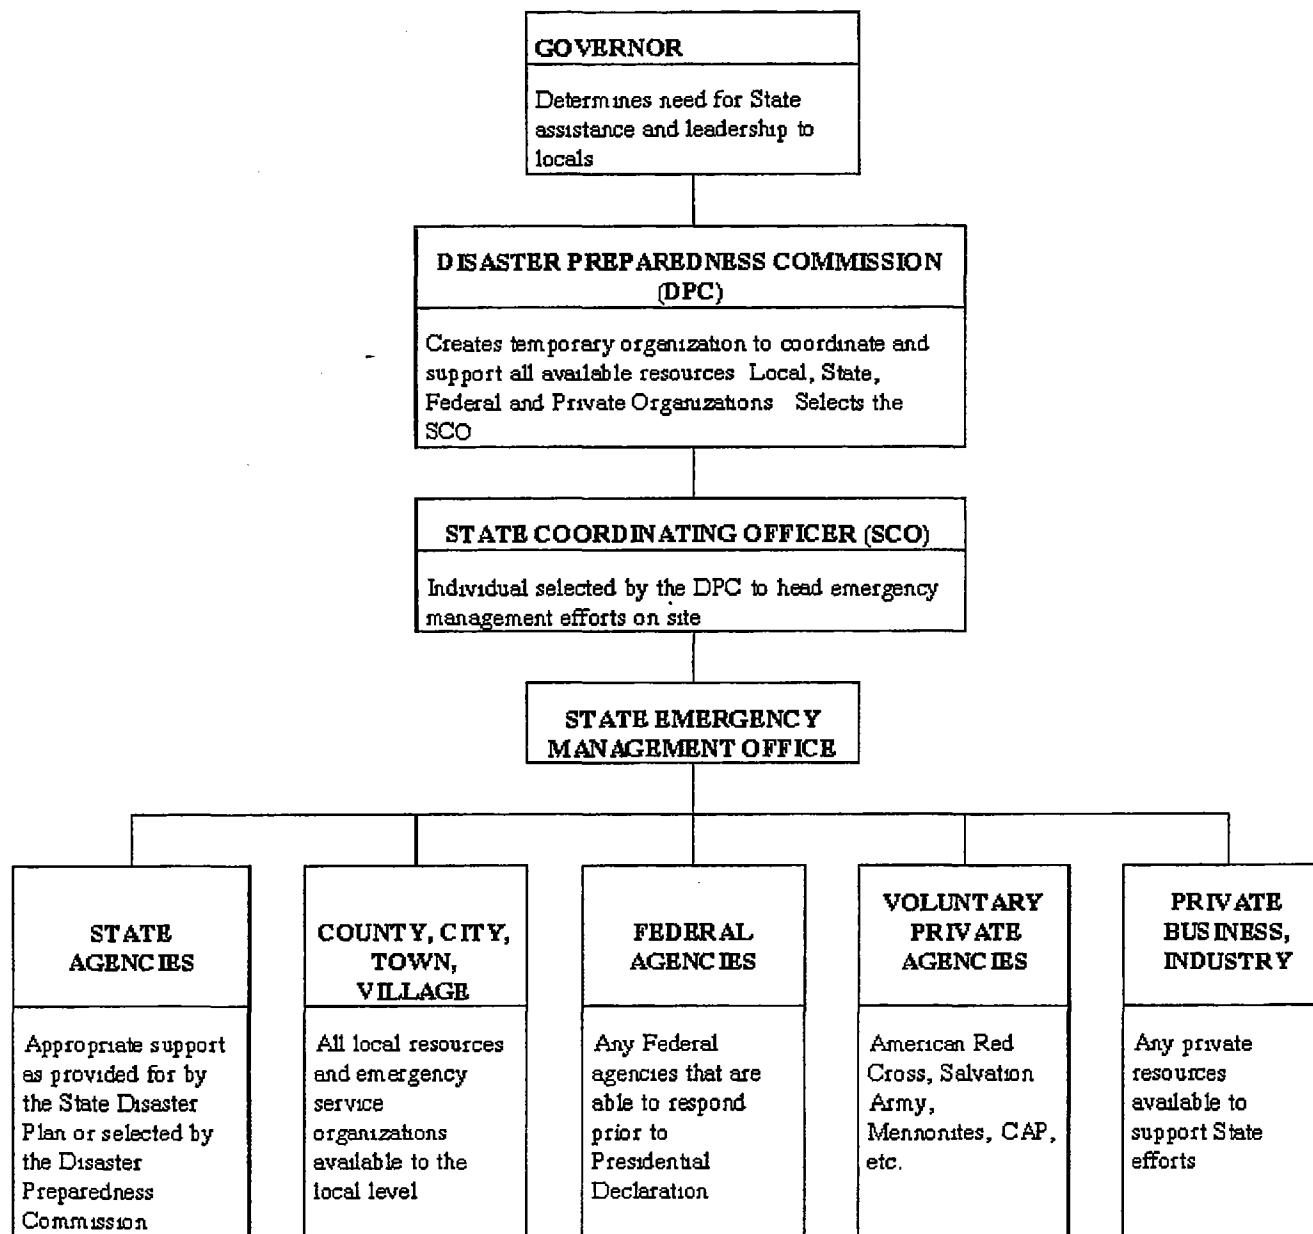 GOVERNOR
Determines need for State
assistance and leadership to
locals
DISASTER PREPAREDNESS COMMISSION
(DPC)
Creates temporary organization to coordinate and
support all available resources Local, State,
Federal and Private Organizations Selects the
SCO
STATE COORDINATING OFFICER (SCO)
Individual selected by the DPC to head emergency
management efforts on site
STATE EMERGENCY
MANAGEMENT OFFICE
STATE
AGENCIES
Appropriate support
as provided for by
the State Disaster
Plan or selected by
the Disaster
Preparedness
Commission
COUNTY, CITY,
TOWN,
VILLAGE
All local resources
and emergency
service
organizations
available to the
local level
FEDERAL
AGENCIES
Any Federal
agencies that are
able to respond
prior to
Presidential
Declaration
VOLUNTARY
PRIVATE
AGENCIES
American Red
Cross, Salvation
Army,
Mennonites, CAP,
etc.
PRIVATE
BUSINESS,
INDUSTRY
Any private
resources
available to
support State
efforts